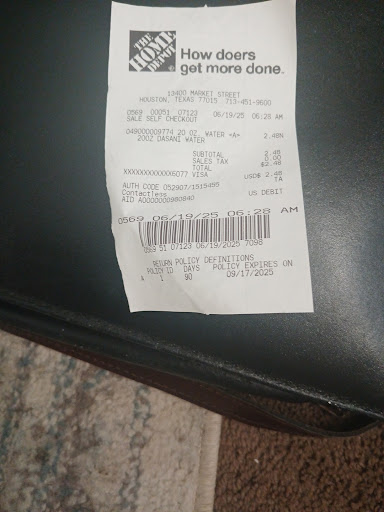 THE
HOME
DEPOT
How doers
get more done.
13400 MARKET STREET
HOUSTON, TEXAS 77015 713-451-9600
0569 00051 07123 06/19/25 06:28 AM
SALE SELF CHECKOUT
049000009774 20 OZ. WATER <A> 2.48N
20OZ DASANI WATER
SUBTOTAL 2.48
SALES TAX 0.00
TOTAL $2.48
XXXXXXXXXXXX6077 VISA
USD$ 2.48
AUTH CODE 052907/1515495 TA
Contactless US DEBIT
AID A0000000980840
0569 06/19/25 06:28 AM
0569 51 07123 06/19/2025 7098
RETURN POLICY DEFINITIONS
POLICY ID DAYS POLICY EXPIRES ON
A 1 90 09/17/2025